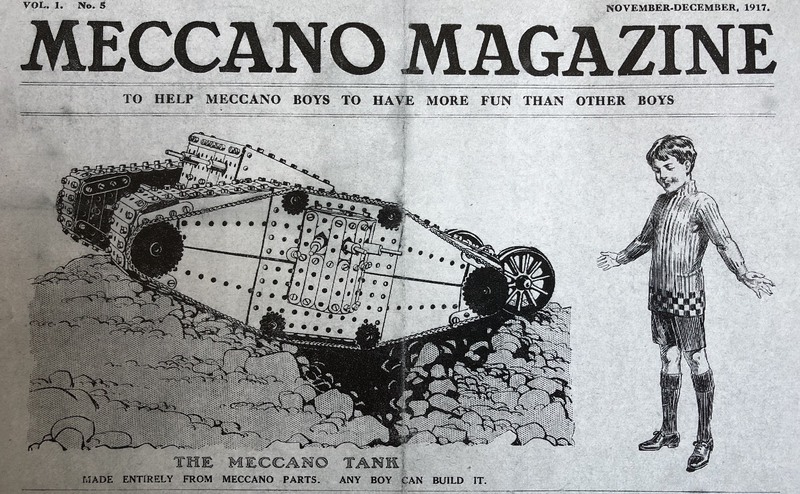 VOL. 1. No. 5 NOVEMBER-DECEMBER, 1917.
MECCANO MAGAZINE
TO HELP MECCANO BOYS TO HAVE MORE FUN THAN OTHER BOYS
THE MECCANO TANK
MADE ENTIRELY FROM MECCANO PARTS. ANY BOY CAN BUILD IT.